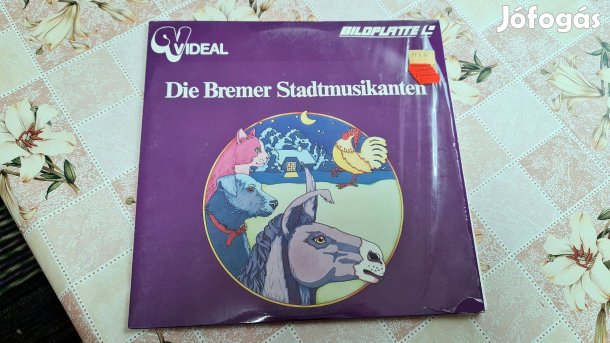 Jófogás
VIDEAL
BILDPLATTE
Die Bremer Stadtmusikanten